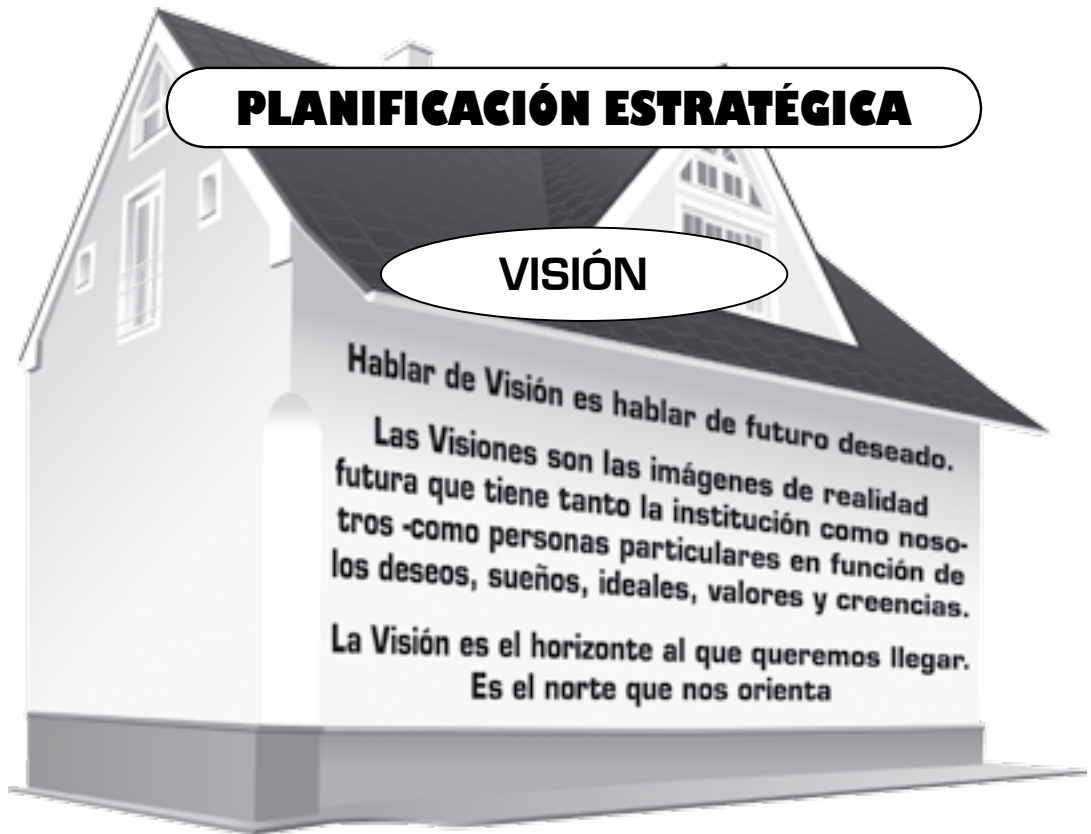 PLANIFICACIÓN ESTRATÉGICA
VISIÓN
Hablar de Visión es hablar de futuro deseado.
Las Visiones son las imágenes de realidad
futura que tiene tanto la institución como noso-
tros -como personas particulares en función de
los deseos, sueños, ideales, valores y creencias.
La Visión es el horizonte al que queremos llegar.
Es el norte que nos orienta